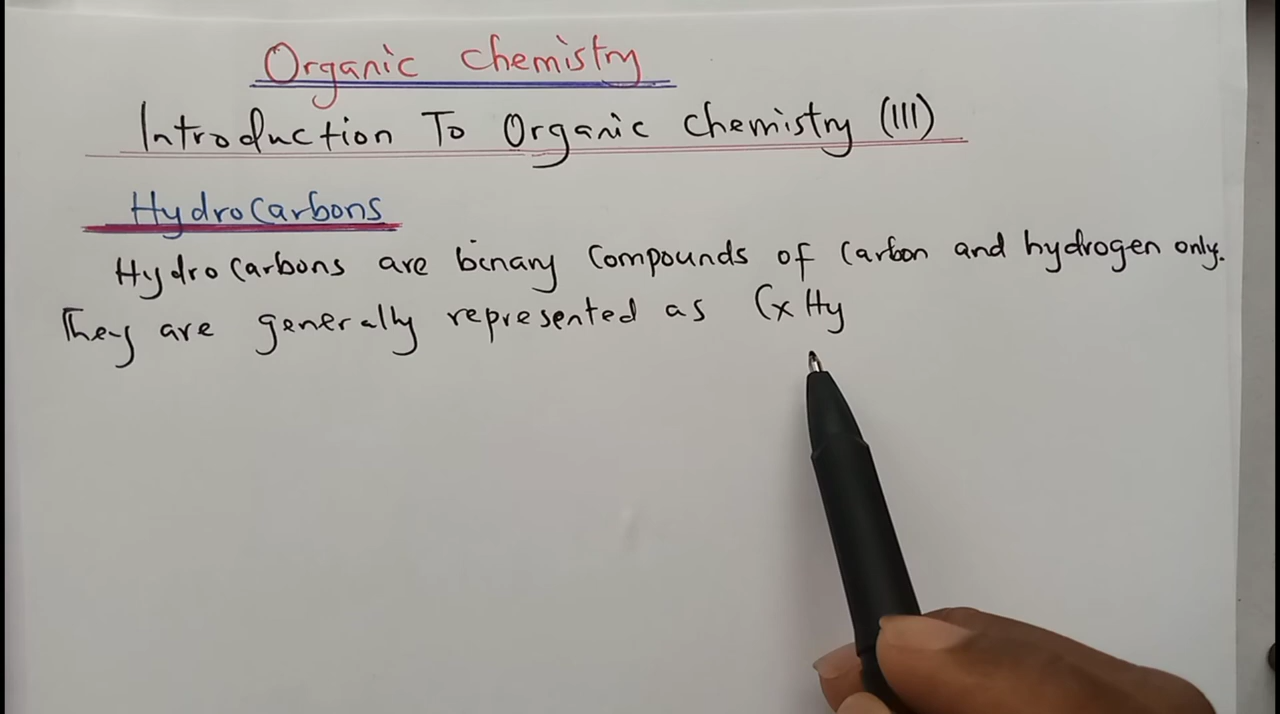 Organic Chemistry
Introduction To Organic Chemistry (III)
Hydrocarbons
Hydrocarbons are binary Compounds of Carbon and hydrogen only.
They are generally represented as CxHy